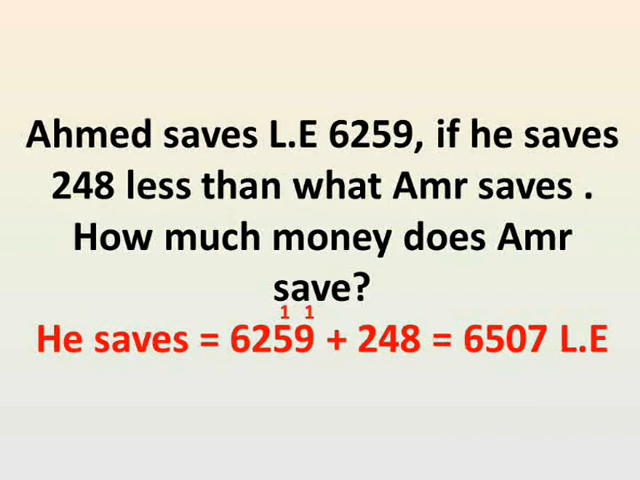 Ahmed saves L.E 6259, if he saves
248 less than what Amr saves .
How much money does Amr
save?
1 1
He saves = 6259 + 248 = 6507 L.E